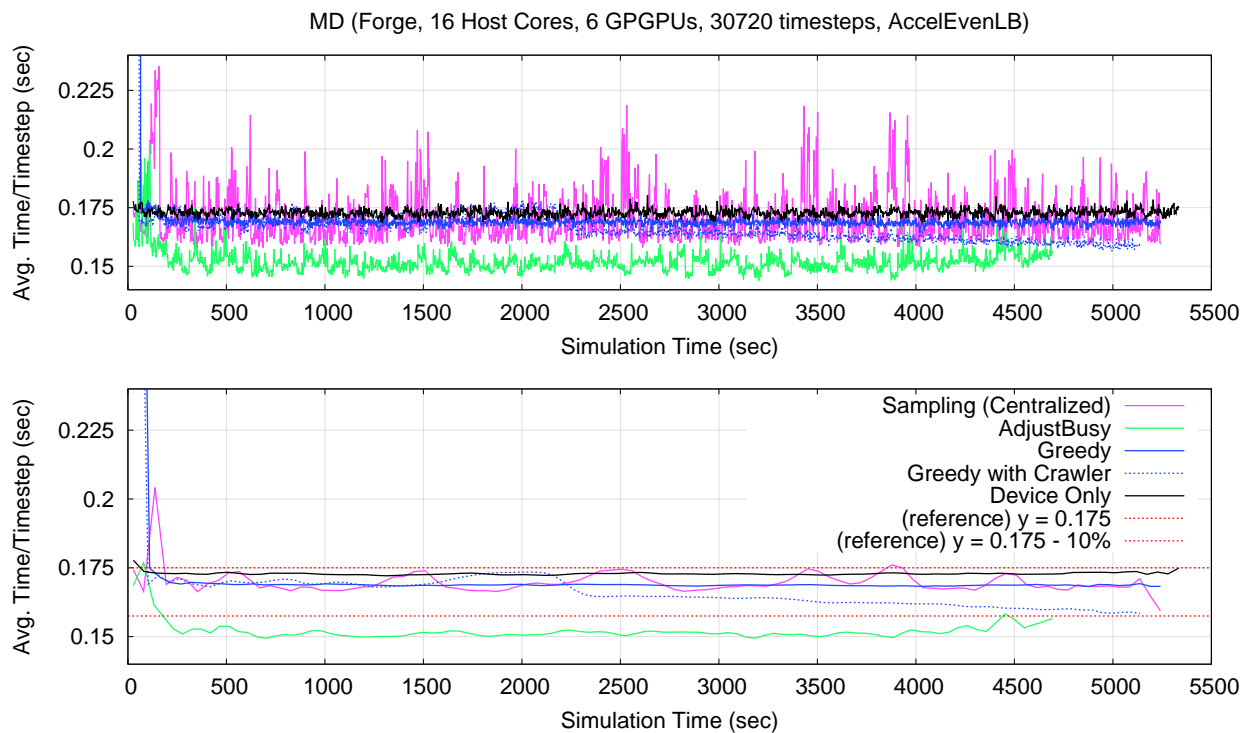 MD (Forge, 16 Host Cores, 6 GPGPUs, 30720 timesteps, AccelEvenLB)
Avg. Time/Timestep (sec)
0.225
0.2
0.175
0.15
0 500 1000 1500 2000 2500 3000 3500 4000 4500 5000 5500
Simulation Time (sec)
Avg. Time/Timestep (sec)
0.225
0.2
0.175
0.15
Sampling (Centralized)
AdjustBusy
Greedy
Greedy with Crawler
Device Only
(reference) y = 0.175
(reference) y = 0.175 - 10%
0 500 1000 1500 2000 2500 3000 3500 4000 4500 5000 5500
Simulation Time (sec)